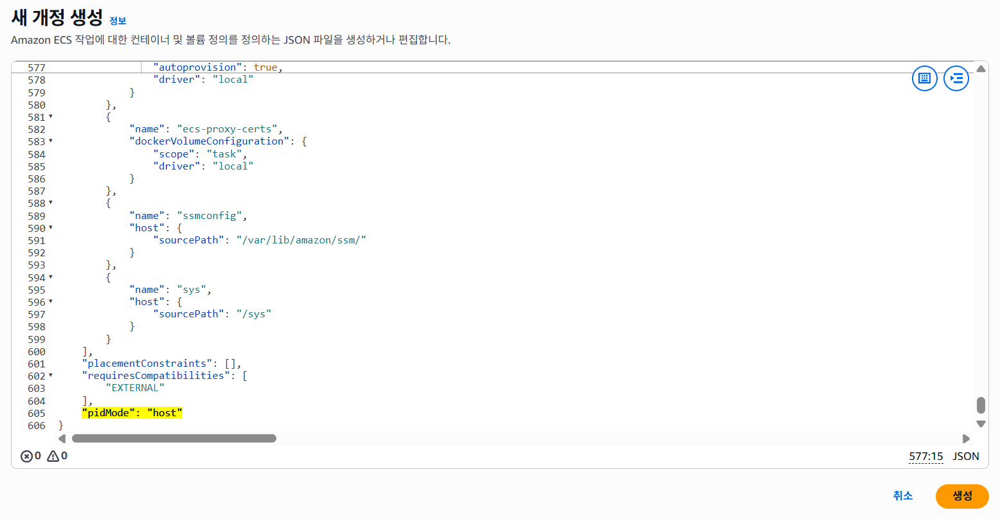 새 개정 생성 정보
Amazon ECS 작업에 대한 컨테이너 및 볼륨 정의를 정의하는 JSON 파일을 생성하거나 편집합니다.
577 "autoprovision": true,
578 "driver": "local"
579 }
580 },
581 {
582 "name": "ecs-proxy-certs",
583 "dockerVolumeConfiguration": {
584 "scope": "task",
585 "driver": "local"
586 }
587 },
588 {
589 "name": "ssmconfig",
590 "host": {
591 "sourcePath": "/var/lib/amazon/ssm/"
592 }
593 },
594 {
595 "name": "sys",
596 "host": {
597 "sourcePath": "/sys"
598 }
599 }
600 ],
601 "placementConstraints": [],
602 "requiresCompatibilities": [
603 "EXTERNAL"
604 ],
605 "pidMode": "host"
606 }
0 0 577:15 JSON
취소 생성